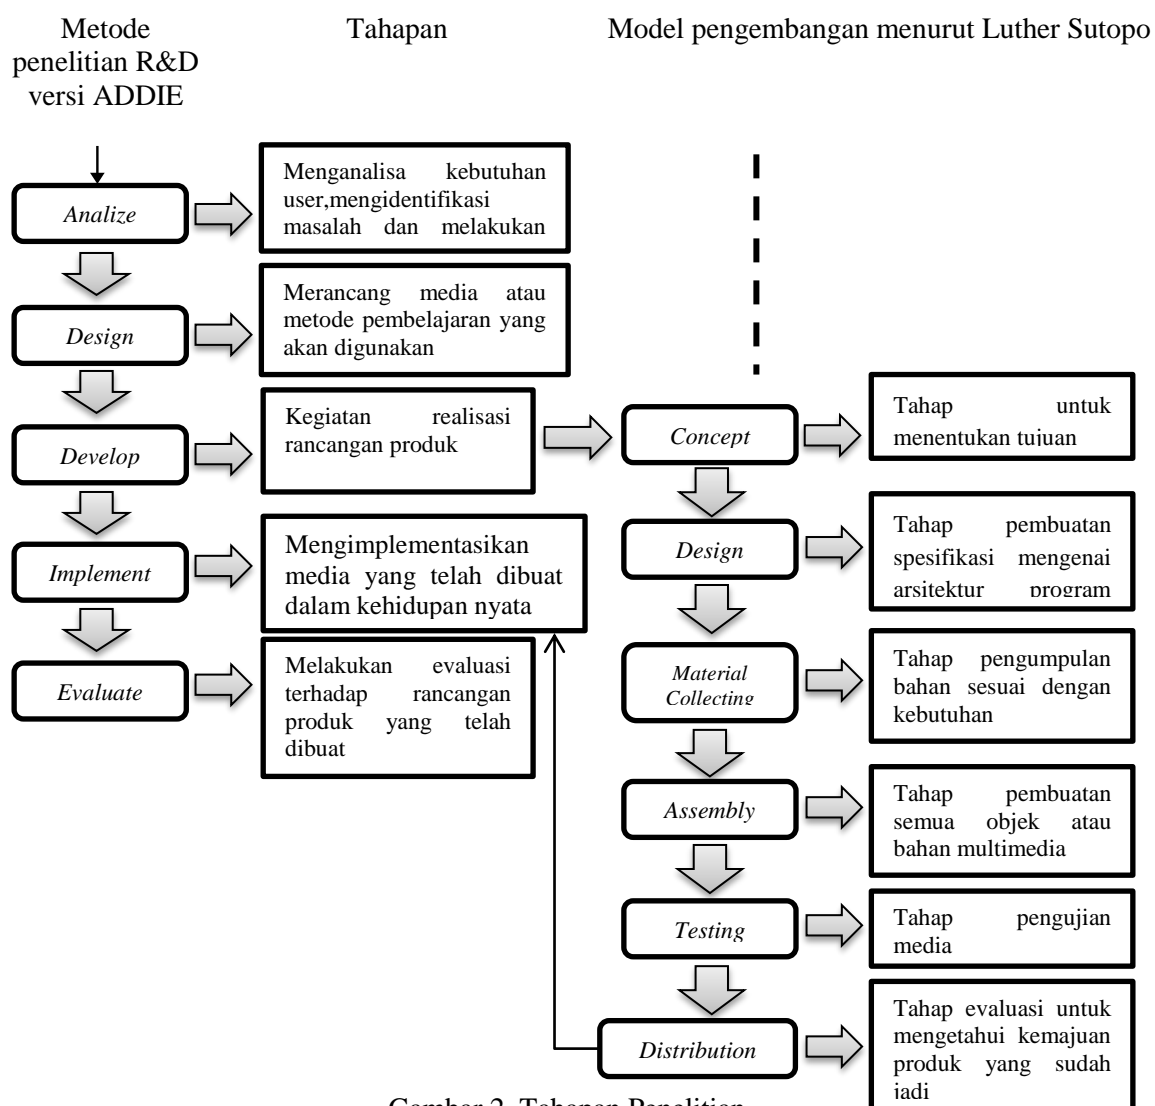 Metode
penelitian R&D
versi ADDIE
Tahapan
Model pengembangan menurut Luther Sutopo
Analize
Menganalisa kebutuhan
user,mengidentifikasi
masalah dan melakukan
Design
Merancang media atau
metode pembelajaran yang
akan digunakan
Develop
Kegiatan realisasi
rancangan produk
Implement
Mengimplementasikan
media yang telah dibuat
dalam kehidupan nyata
Evaluate
Melakukan evaluasi
terhadap rancangan
produk yang telah
dibuat
Concept
Tahap untuk
menentukan tujuan
Design
Tahap pembuatan
spesifikasi mengenai
arsitektur program
Material
Collecting
Tahap pengumpulan
bahan sesuai dengan
kebutuhan
Assembly
Tahap pembuatan
semua objek atau
bahan multimedia
Testing
Tahap pengujian
media
Distribution
Tahap evaluasi untuk
mengetahui kemajuan
produk yang sudah
jadi
Gambar 2. Tahapan Penelitian